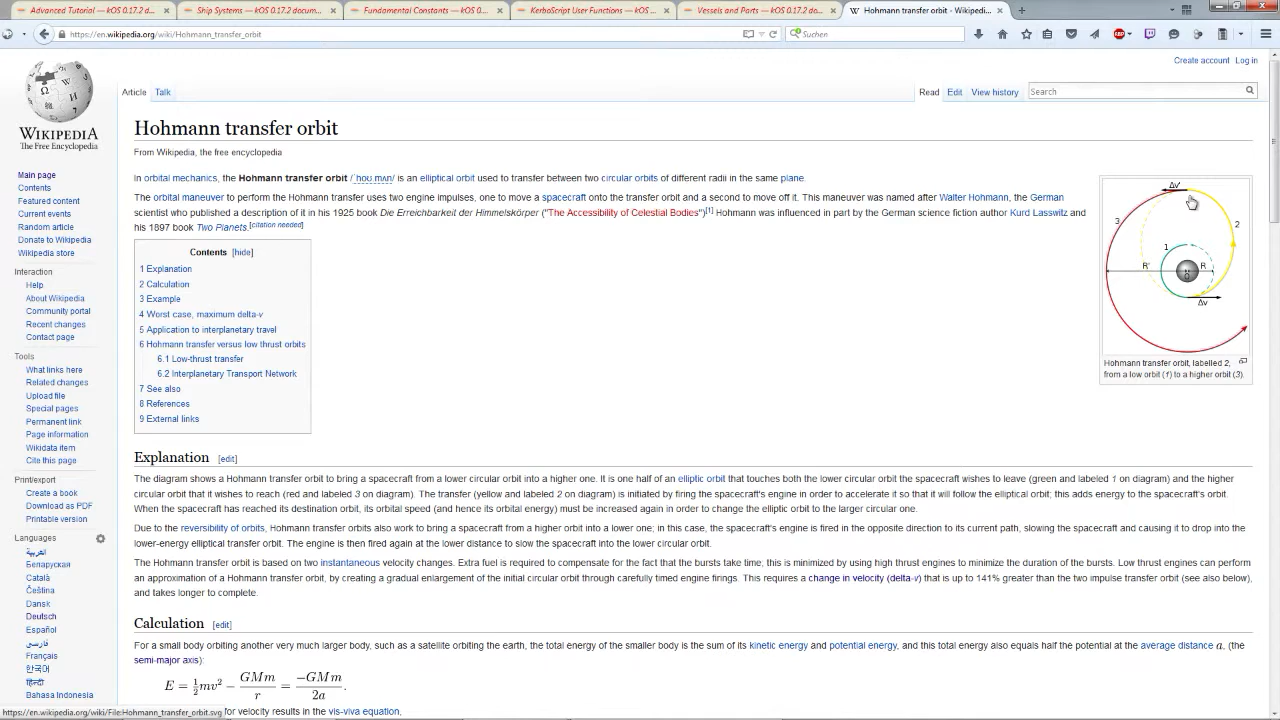 Advanced Tutorial — kOS 0.17.2 d...
Ship Systems — kOS 0.17.2 docum...
Fundamental Constants — kOS 0....
KerboScript User Functions — kOS ...
Vessels and Parts — kOS 0.17.2 do...
Hohmann transfer orbit - Wikipedi...
https://en.wikipedia.org/wiki/Hohmann_transfer_orbit
Suchen
Create account Log in
Article Talk Read Edit View history Search
WIKIPEDIA
The Free Encyclopedia
Main page
Contents
Featured content
Current events
Random article
Donate to Wikipedia
Wikipedia store
Interaction
Help
About Wikipedia
Community portal
Recent changes
Contact page
Tools
What links here
Related changes
Upload file
Special pages
Permanent link
Page information
Wikidata item
Cite this page
Print/export
Create a book
Download as PDF
Printable version
Languages
العربية
Беларуская
Català
Čeština
Dansk
Deutsch
Español
فارسی
Français
한국어
हिन्दी
Bahasa Indonesia
Hohmann transfer orbit
From Wikipedia, the free encyclopedia
In orbital mechanics, the Hohmann transfer orbit /ˈhoʊ.mʌn/ is an elliptical orbit used to transfer between two circular orbits of different radii in the same plane.
The orbital maneuver to perform the Hohmann transfer uses two engine impulses, one to move a spacecraft onto the transfer orbit and a second to move off it. This maneuver was named after Walter Hohmann, the German
scientist who published a description of it in his 1925 book Die Erreichbarkeit der Himmelskörper ("The Accessibility of Celestial Bodies")[1] Hohmann was influenced in part by the German science fiction author Kurd Lasswitz and
his 1897 book Two Planets.[citation needed]
Contents [hide]
1 Explanation
2 Calculation
3 Example
4 Worst case, maximum delta-v
5 Application to interplanetary travel
6 Hohmann transfer versus low thrust orbits
6.1 Low-thrust transfer
6.2 Interplanetary Transport Network
7 See also
8 References
9 External links
Δv'
3
2
1
R'
R
Δv
Hohmann transfer orbit, labelled 2,
from a low orbit (1) to a higher orbit (3).
Explanation [edit]
The diagram shows a Hohmann transfer orbit to bring a spacecraft from a lower circular orbit into a higher one. It is one half of an elliptic orbit that touches both the lower circular orbit the spacecraft wishes to leave (green and labeled 1 on diagram) and the higher
circular orbit that it wishes to reach (red and labeled 3 on diagram). The transfer (yellow and labeled 2 on diagram) is initiated by firing the spacecraft's engine in order to accelerate it so that it will follow the elliptical orbit; this adds energy to the spacecraft's orbit.
When the spacecraft has reached its destination orbit, its orbital speed (and hence its orbital energy) must be increased again in order to change the elliptic orbit to the larger circular one.
Due to the reversibility of orbits, Hohmann transfer orbits also work to bring a spacecraft from a higher orbit into a lower one; in this case, the spacecraft's engine is fired in the opposite direction to its current path, slowing the spacecraft and causing it to drop into the
lower-energy elliptical transfer orbit. The engine is then fired again at the lower distance to slow the spacecraft into the lower circular orbit.
The Hohmann transfer orbit is based on two instantaneous velocity changes. Extra fuel is required to compensate for the fact that the bursts take time; this is minimized by using high thrust engines to minimize the duration of the bursts. Low thrust engines can perform
an approximation of a Hohmann transfer orbit, by creating a gradual enlargement of the initial circular orbit through carefully timed engine firings. This requires a change in velocity (delta-v) that is up to 141% greater than the two impulse transfer orbit (see also below),
and takes longer to complete.
Calculation [edit]
For a small body orbiting another very much larger body, such as a satellite orbiting the earth, the total energy of the smaller body is the sum of its kinetic energy and potential energy, and this total energy also equals half the potential at the average distance a, (the
semi-major axis):
E = ½mv² − GMm/r = −GMm/2a.
for velocity results in the vis-viva equation,
https://en.wikipedia.org/wiki/File:Hohmann_transfer_orbit.svg